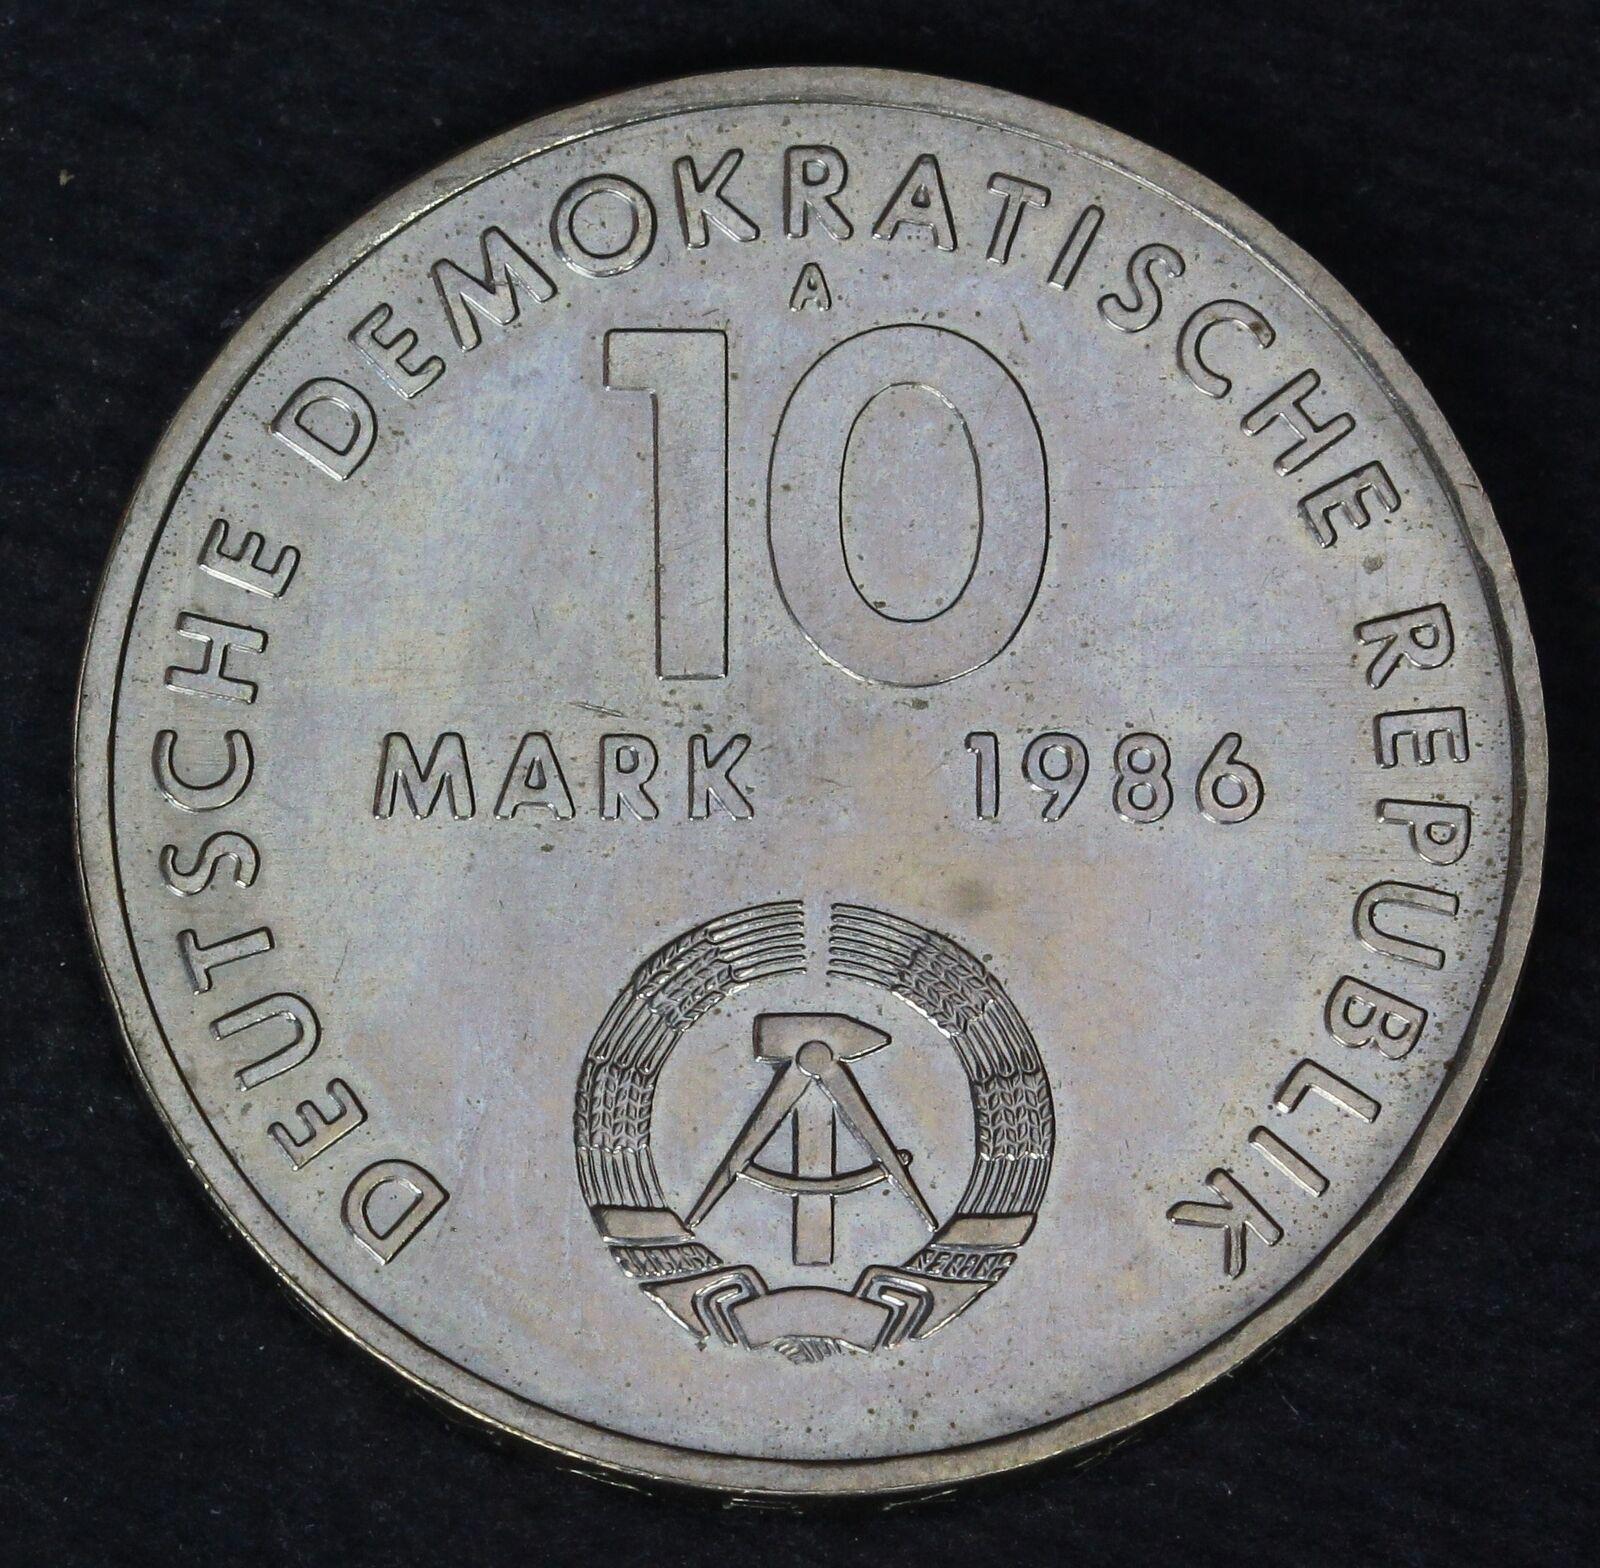 DEUTSCHE DEMOKRATISCHE REPUBLIK
A
10
MARK 1986